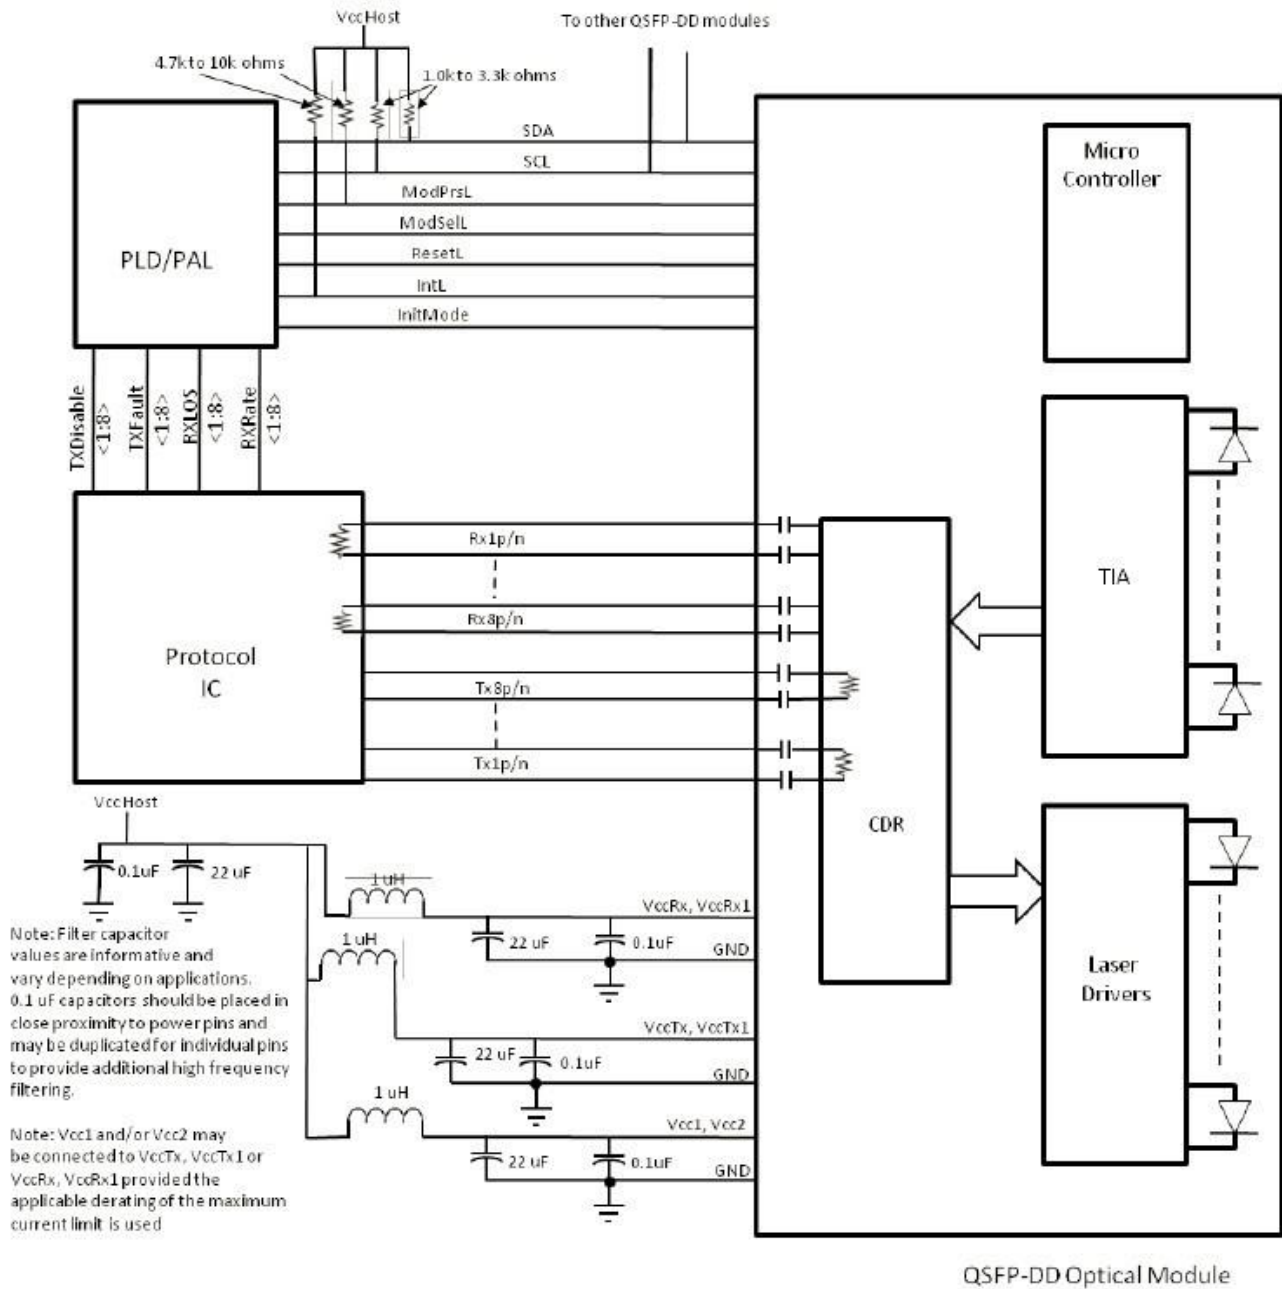 VccHost
To other QSFP-DD modules
4.7k to 10k ohms
1.0k to 3.3k ohms
SDA
SCL
ModPrsL
ModSelL
ResetL
IntL
InitMode
PLD/PAL
Micro
Controller
TXDisable
<1:8>
TXFault
<1:8>
RXLOS
<1:8>
RXRate
<1:8>
Rx1p/n
Rx8p/n
Tx8p/n
Tx1p/n
Protocol
IC
TIA
CDR
Laser
Drivers
VccHost
0.1uF
22 uF
1 uH
VccRx, VccRx1
22 uF
0.1uF
GND
1 uH
VccTx, VccTx1
22 uF
0.1uF
GND
1 uH
Vcc1, Vcc2
22 uF
0.1uF
GND
Note: Filter capacitor
values are informative and
vary depending on applications.
0.1 uF capacitors should be placed in
close proximity to power pins and
may be duplicated for individual pins
to provide additional high frequency
filtering.
Note: Vcc1 and/or Vcc2 may
be connected to VccTx, VccTx1 or
VccRx, VccRx1 provided the
applicable derating of the maximum
current limit is used
QSFP-DD Optical Module